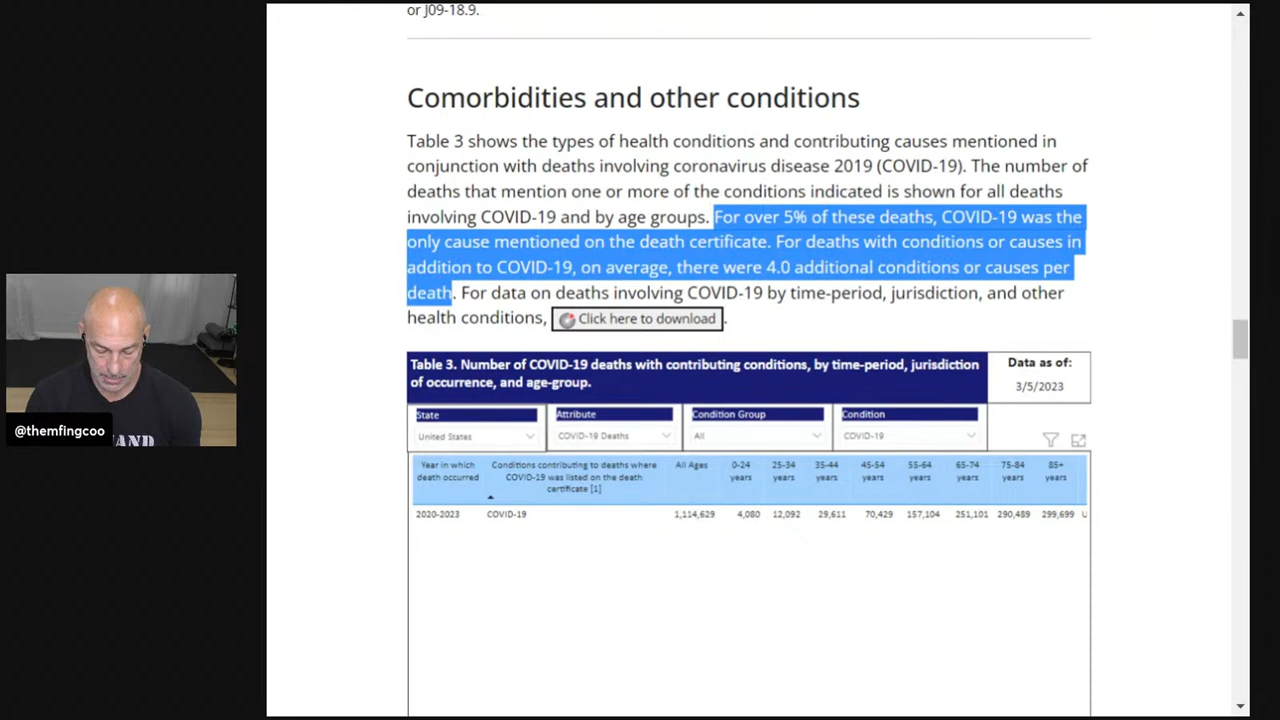 or J09-18.9.
Comorbidities and other conditions
Table 3 shows the types of health conditions and contributing causes mentioned in
conjunction with deaths involving coronavirus disease 2019 (COVID-19). The number of
deaths that mention one or more of the conditions indicated is shown for all deaths
involving COVID-19 and by age groups. For over 5% of these deaths, COVID-19 was the
only cause mentioned on the death certificate. For deaths with conditions or causes in
addition to COVID-19, on average, there were 4.0 additional conditions or causes per
death. For data on deaths involving COVID-19 by time-period, jurisdiction, and other
health conditions, Click here to download.
Table 3. Number of COVID-19 deaths with contributing conditions, by time-period, jurisdiction
of occurrence, and age-group.
Data as of:
3/5/2023
State Attribute Condition Group Condition
United States COVID-19 Deaths All COVID-19
Year in which Conditions contributing to deaths where All Ages 0-24 25-34 35-44 45-54 55-64 65-74 75-84 85+
death occurred COVID-19 was listed on the death years years years years years years years years
certificate [1]
2020-2023 COVID-19 1,114,629 4,080 12,092 29,611 70,429 157,104 251,101 290,489 299,699 U
@themfingcoo
AND